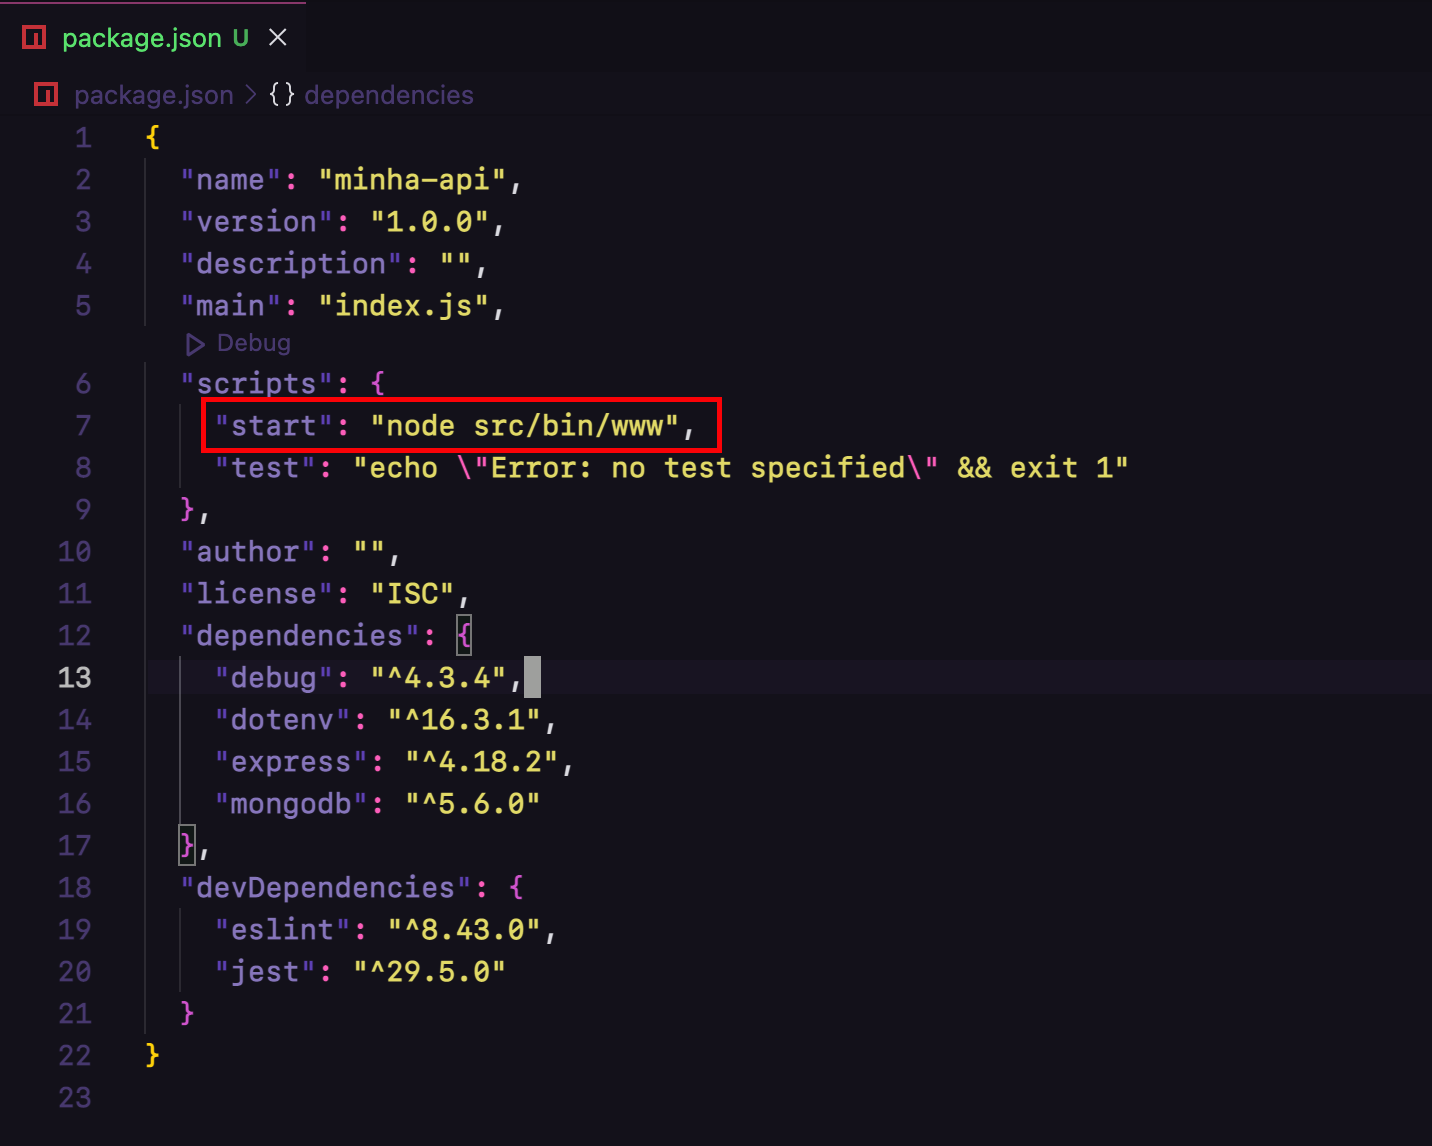 package.json U
package.json > {} dependencies
1 {
2 "name": "minha-api",
3 "version": "1.0.0",
4 "description": "",
5 "main": "index.js",
Debug
6 "scripts": {
7 "start": "node src/bin/www",
8 "test": "echo \"Error: no test specified\" && exit 1"
9 },
10 "author": "",
11 "license": "ISC",
12 "dependencies": {
13 "debug": "^4.3.4",
14 "dotenv": "^16.3.1",
15 "express": "^4.18.2",
16 "mongodb": "^5.6.0"
17 },
18 "devDependencies": {
19 "eslint": "^8.43.0",
20 "jest": "^29.5.0"
21 }
22 }
23